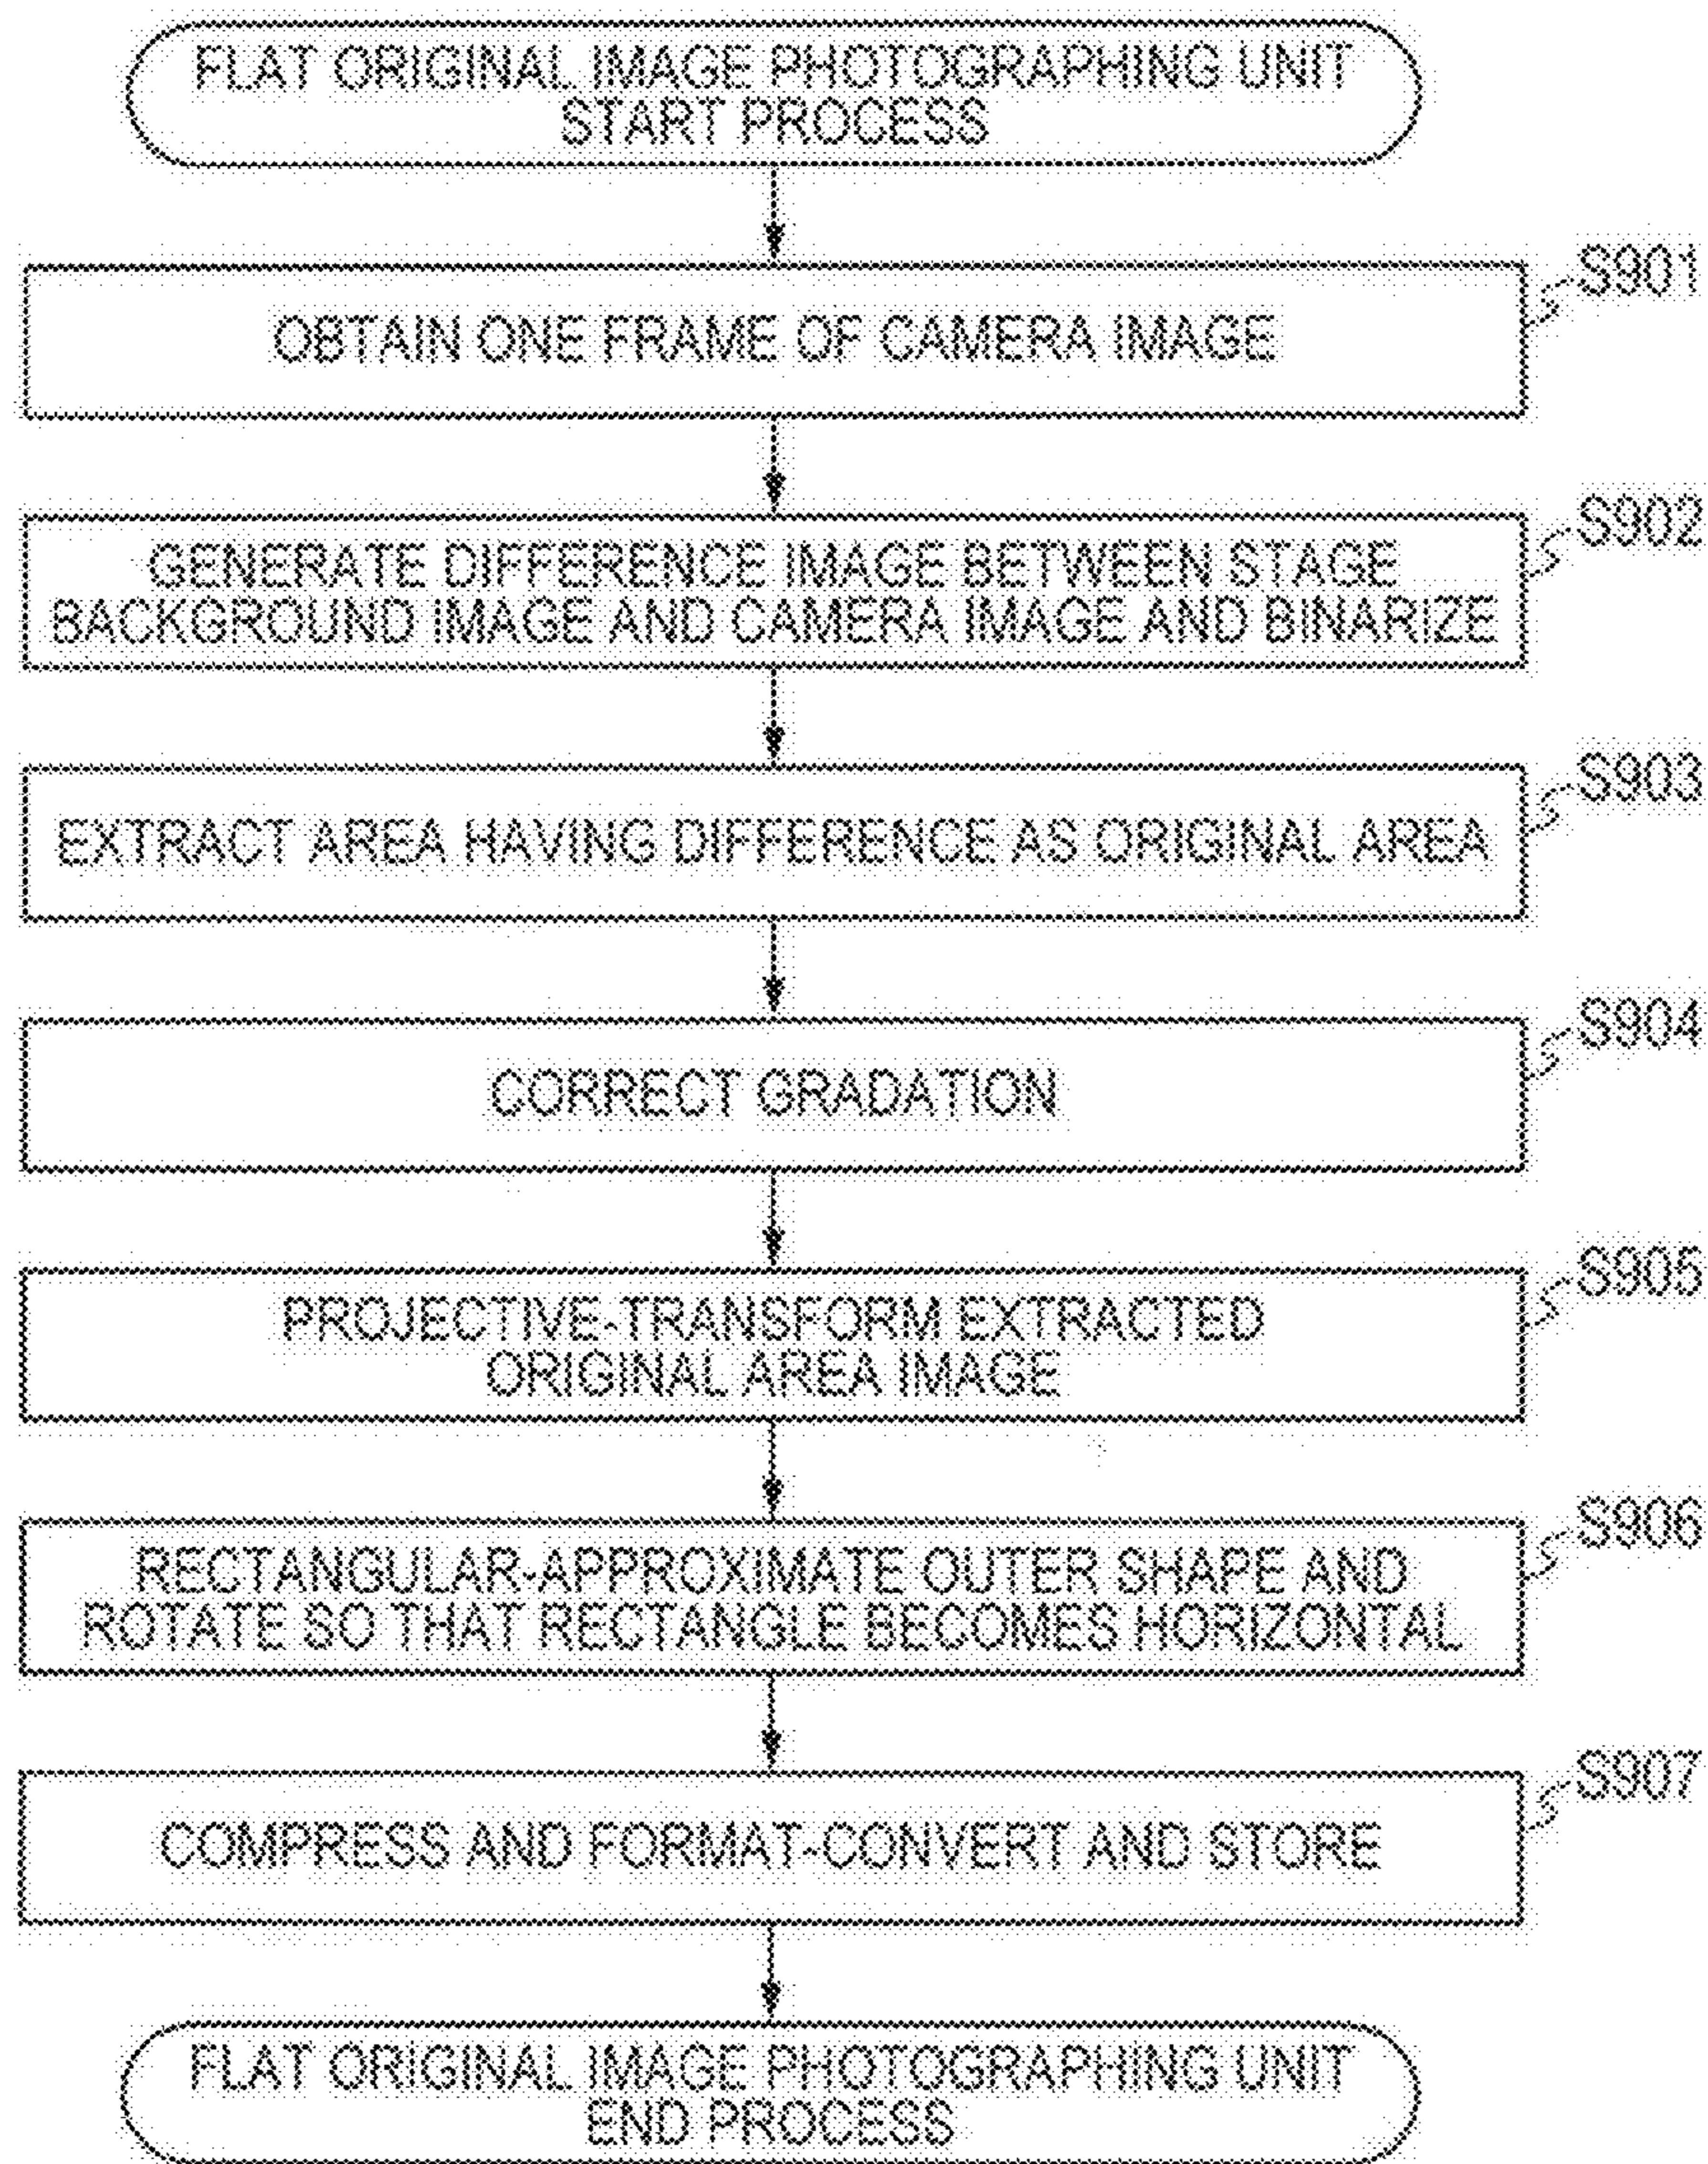 FLAT ORIGINAL IMAGE PHOTOGRAPHING UNIT
START PROCESS
S901
OBTAIN ONE FRAME OF CAMERA IMAGE
S902
GENERATE DIFFERENCE IMAGE BETWEEN STAGE
BACKGROUND IMAGE AND CAMERA IMAGE AND BINARIZE
S903
EXTRACT AREA HAVING DIFFERENCE AS ORIGINAL AREA
S904
CORRECT GRADATION
S905
PROJECTIVE-TRANSFORM EXTRACTED
ORIGINAL AREA IMAGE
S906
RECTANGULAR-APPROXIMATE OUTER SHAPE AND
ROTATE SO THAT RECTANGLE BECOMES HORIZONTAL
S907
COMPRESS AND FORMAT-CONVERT AND STORE
FLAT ORIGINAL IMAGE PHOTOGRAPHING UNIT
END PROCESS